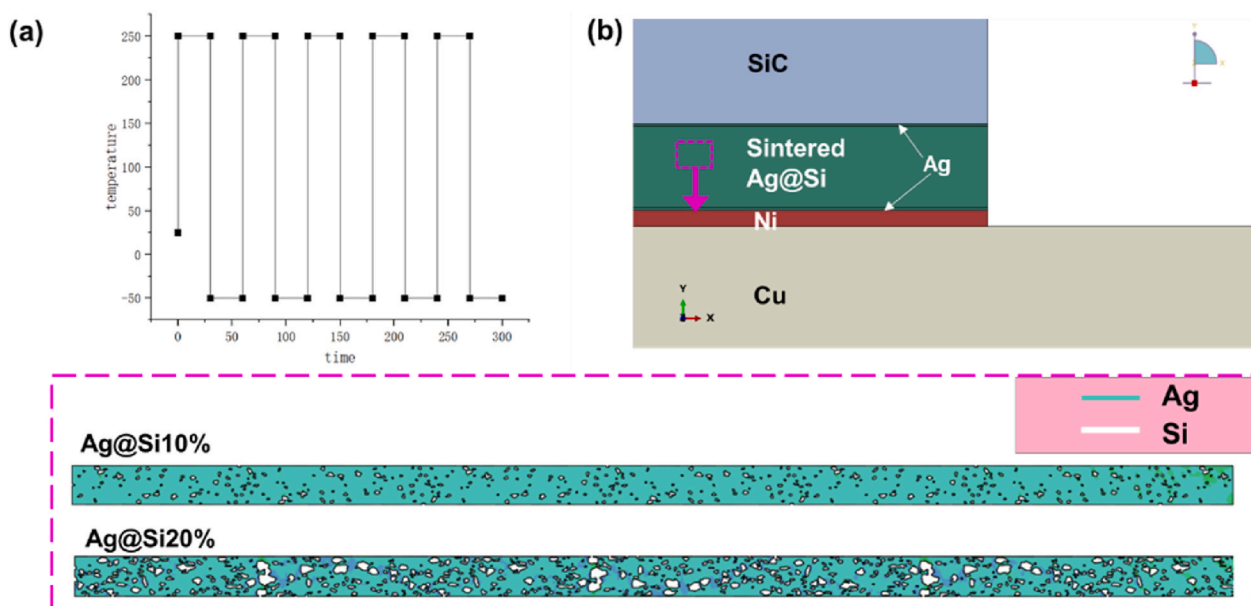 (a)
250
200
150
100
50
0
-50
temperature
0 50 100 150 200 250 300
time
(b)
SiC
Sintered
Ag@Si
Ag
Ni
Cu
Y
X
Y
X
Ag
Si
Ag@Si10%
Ag@Si20%